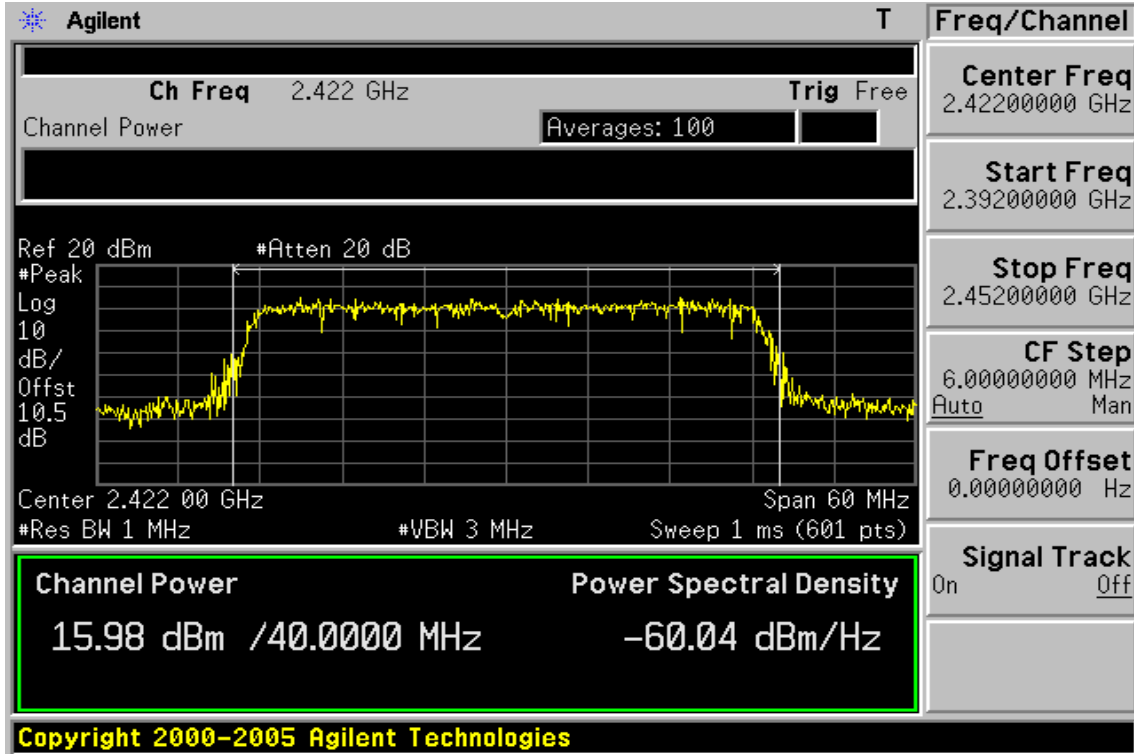 Agilent T
Freq/Channel
Ch Freq 2.422 GHz Trig Free
Channel Power Averages: 100
Ref 20 dBm #Atten 20 dB
#Peak
Log
10
dB/
Offst
10.5
dB
Center 2.422 00 GHz Span 60 MHz
#Res BW 1 MHz #VBW 3 MHz Sweep 1 ms (601 pts)
Channel Power Power Spectral Density
15.98 dBm /40.0000 MHz -60.04 dBm/Hz
Center Freq
2.42200000 GHz
Start Freq
2.39200000 GHz
Stop Freq
2.45200000 GHz
CF Step
6.00000000 MHz
Auto Man
Freq Offset
0.00000000 Hz
Signal Track
On Off
Copyright 2000-2005 Agilent Technologies